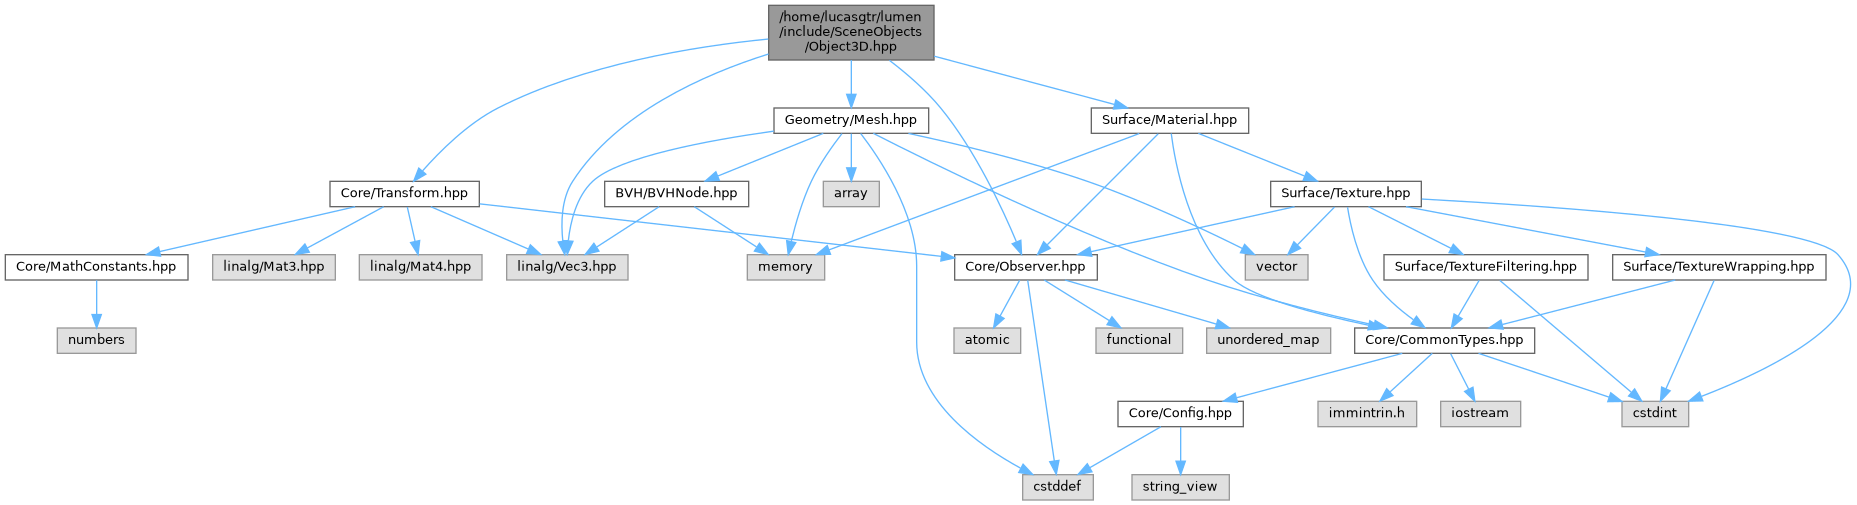 /home/lucasgtr/lumen
/include/SceneObjects
/Object3D.hpp
Geometry/Mesh.hpp
Surface/Material.hpp
Core/Transform.hpp
BVH/BVHNode.hpp
array
Surface/Texture.hpp
Core/MathConstants.hpp
linalg/Mat3.hpp
linalg/Mat4.hpp
linalg/Vec3.hpp
memory
Core/Observer.hpp
vector
Surface/TextureFiltering.hpp
Surface/TextureWrapping.hpp
numbers
atomic
functional
unordered_map
Core/CommonTypes.hpp
Core/Config.hpp
immintrin.h
iostream
cstdint
cstddef
string_view